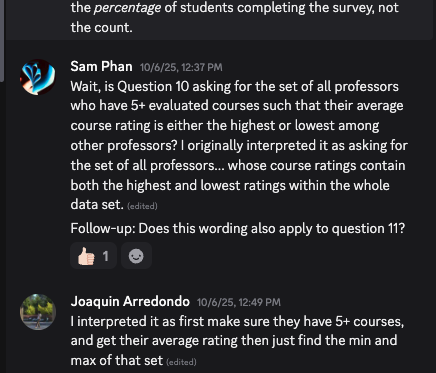 the percentage of students completing the survey, not
the count.
Sam Phan 10/6/25, 12:37 PM
Wait, is Question 10 asking for the set of all professors
who have 5+ evaluated courses such that their average
course rating is either the highest or lowest among
other professors? I originally interpreted it as asking for
the set of all professors... whose course ratings contain
both the highest and lowest ratings within the whole
data set. (edited)
Follow-up: Does this wording also apply to question 11?
1
Joaquin Arredondo 10/6/25, 12:49 PM
I interpreted it as first make sure they have 5+ courses,
and get their average rating then just find the min and
max of that set (edited)